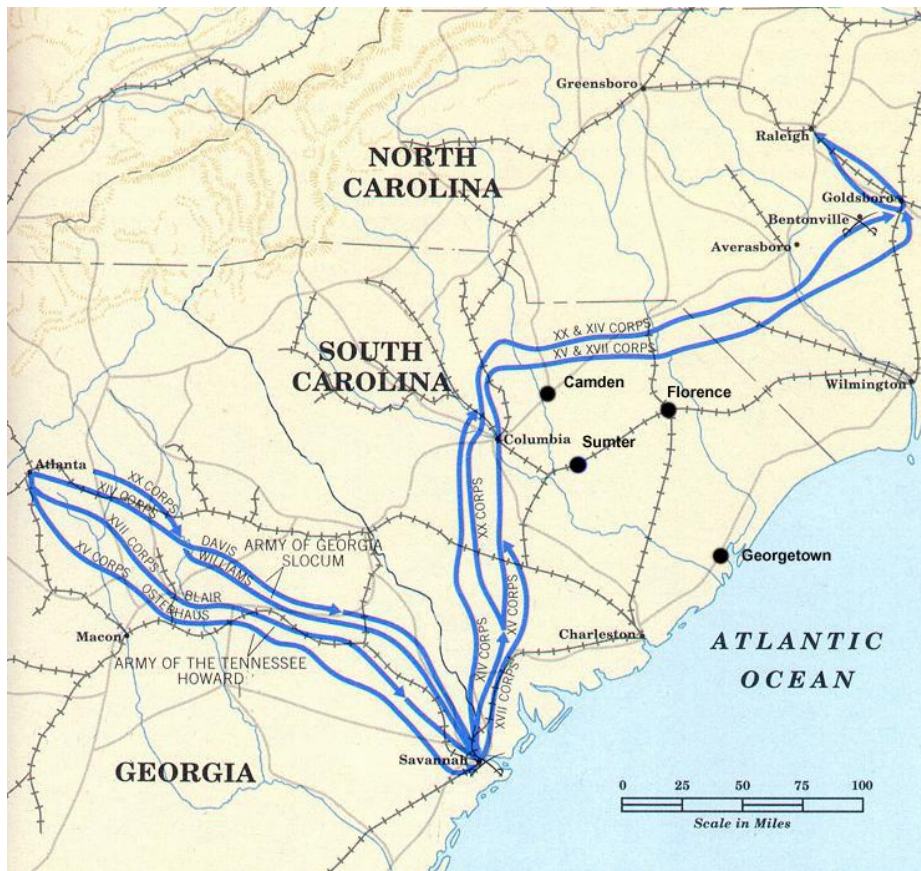 Greensboro
Raleigh
NORTH
CAROLINA
Goldsboro
Bentonville
Averasboro
XX & XIV CORPS
XV & XVII CORPS
SOUTH
CAROLINA
Camden
Florence
Wilmington
Columbia
Sumter
Atlanta
XX CORPS
XIV CORPS
XVII CORPS
XV CORPS
DAVIS
WILLIAMS
ARMY OF GEORGIA
SLOCUM
BLAIR
OSTERHAUS
Macon
ARMY OF THE TENNESSEE
HOWARD
XX CORPS
XV CORPS
XIV CORPS
XVII CORPS
Georgetown
Charleston
ATLANTIC
OCEAN
Savannah
GEORGIA
0 25 50 75 100
Scale in Miles